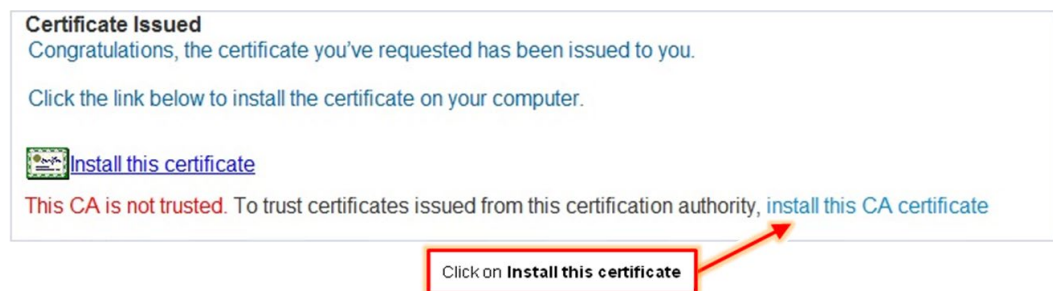 Certificate Issued
Congratulations, the certificate you've requested has been issued to you.
Click the link below to install the certificate on your computer.
Install this certificate
This CA is not trusted. To trust certificates issued from this certification authority, install this CA certificate
Click on Install this certificate